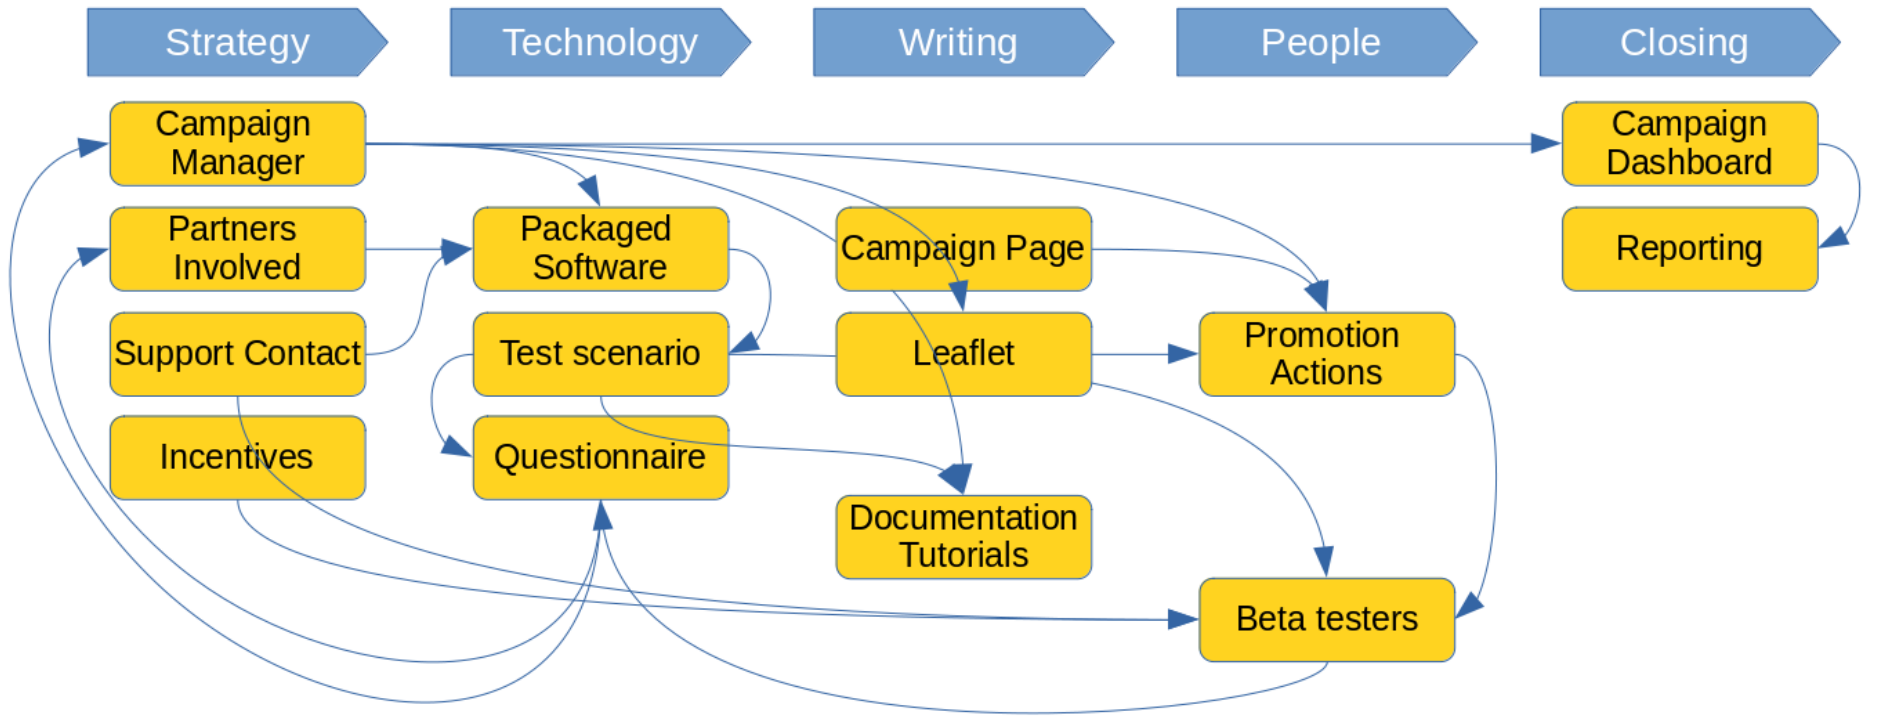 Strategy
Technology
Writing
People
Closing
Campaign
Manager
Partners
Involved
Support Contact
Incentives
Packaged
Software
Test scenario
Questionnaire
Campaign Page
Leaflet
Documentation
Tutorials
Promotion
Actions
Beta testers
Campaign
Dashboard
Reporting